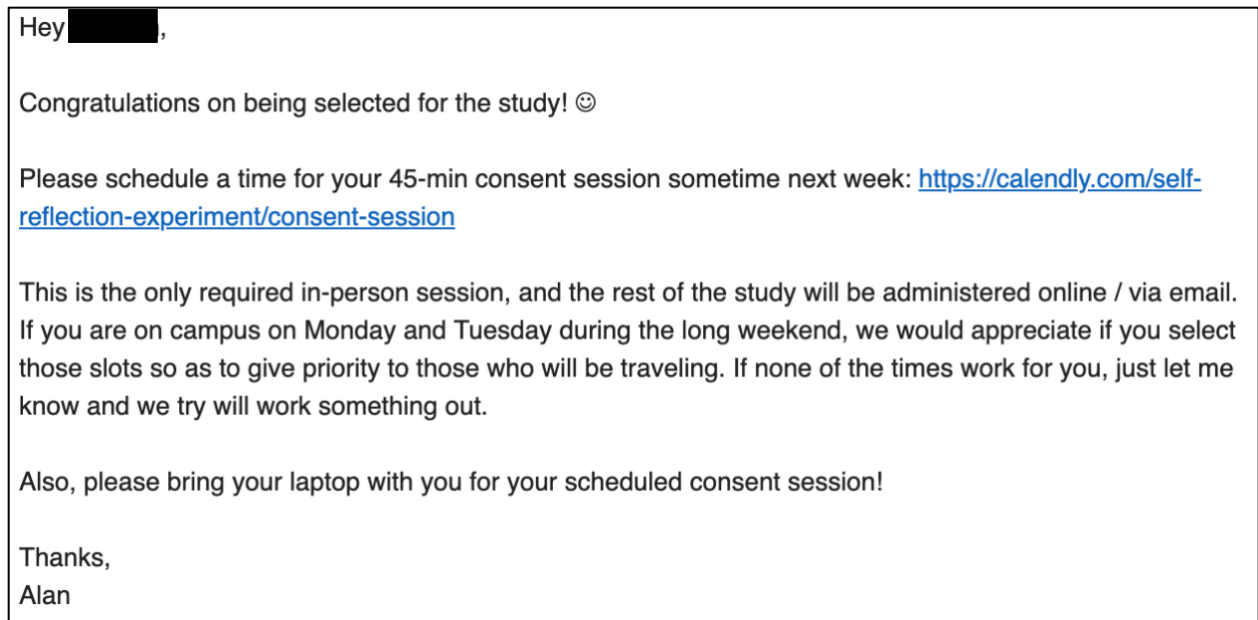 Hey ,
Congratulations on being selected for the study! ☺
Please schedule a time for your 45-min consent session sometime next week: https://calendly.com/self-
reflection-experiment/consent-session
This is the only required in-person session, and the rest of the study will be administered online / via email.
If you are on campus on Monday and Tuesday during the long weekend, we would appreciate if you select
those slots so as to give priority to those who will be traveling. If none of the times work for you, just let me
know and we try will work something out.
Also, please bring your laptop with you for your scheduled consent session!
Thanks,
Alan